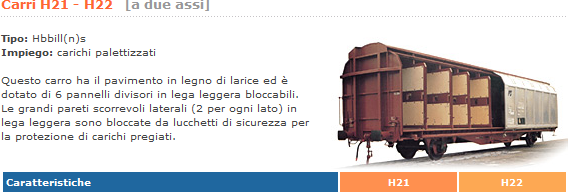 Carri H21 - H22 [a due assi]
Tipo: Hbbill(n)s
Impiego: carichi palettizzati
Questo carro ha il pavimento in legno di larice ed è
dotato di 6 pannelli divisori in lega leggera bloccabili.
Le grandi pareti scorrevoli laterali (2 per ogni lato) in
lega leggera sono bloccate da lucchetti di sicurezza per
la protezione di carichi pregiati.
Caratteristiche H21 H22